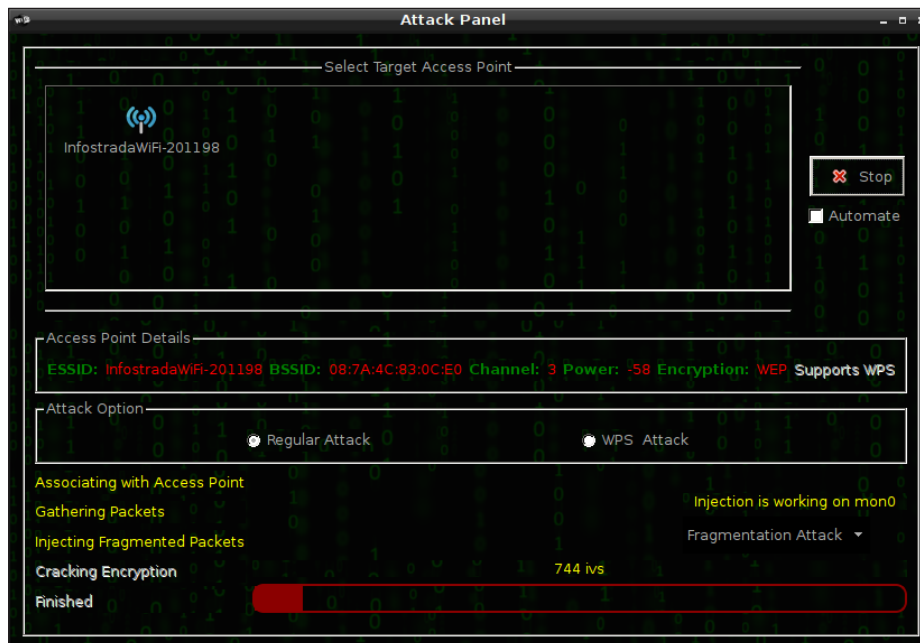 Attack Panel
Select Target Access Point
InfostradaWiFi-201198
Stop
Automate
Access Point Details
ESSID: InfostradaWiFi-201198 BSSID: 08:7A:4C:83:0C:E0 Channel: 3 Power: -58 Encryption: WEP Supports WPS
Attack Option
Regular Attack WPS Attack
Associating with Access Point
Injection is working on mon0
Gathering Packets
Fragmentation Attack
Injecting Fragmented Packets
Cracking Encryption 744 ivs
Finished